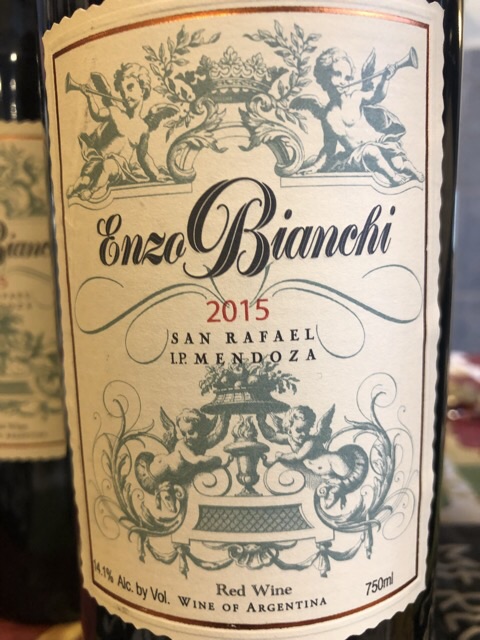 Enzo Bianchi
2015
SAN RAFAEL
I.P. MENDOZA
14.1% Alc. by Vol.
Red Wine
WINE OF ARGENTINA
750ml